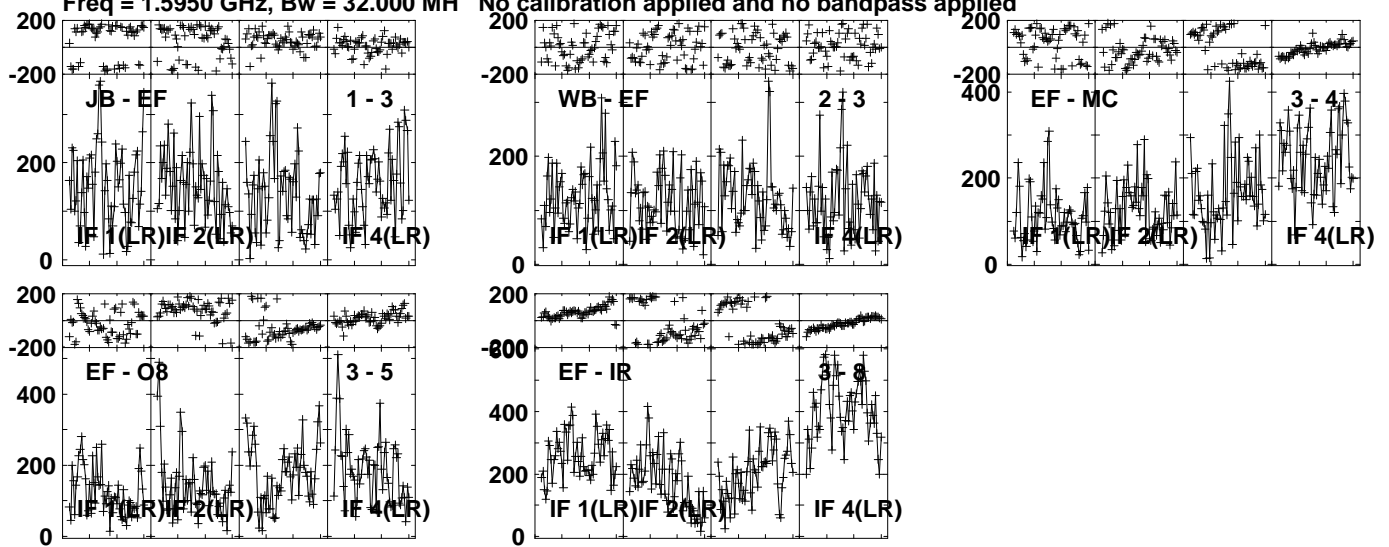 Freq = 1.5950 GHz, Bw = 32.000 MH No calibration applied and no bandpass applied
200
-200
JB - EF 1 - 3
200
0
IF 1(LR) IF 2(LR) IF 4(LR)
200
-200
WB - EF 2 - 3
200
0
IF 1(LR) IF 2(LR) IF 4(LR)
200
-200
400
EF - MC 3 - 4
200
0
IF 1(LR) IF 2(LR) IF 4(LR)
200
-200
EF - O8 3 - 5
400
200
0
IF 1(LR) IF 2(LR) IF 4(LR)
200
-200
600
EF - IR 3 - 8
400
200
0
IF 1(LR) IF 2(LR) IF 4(LR)